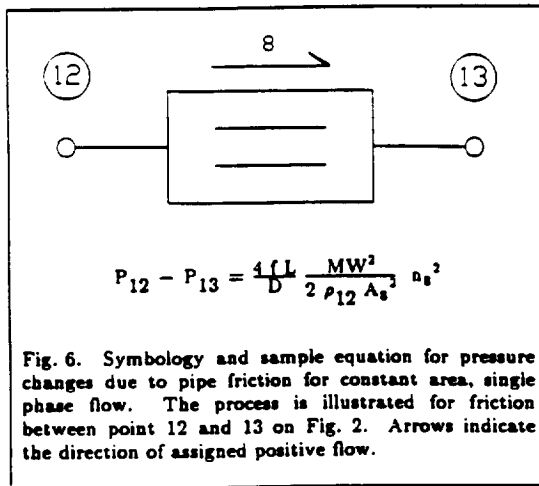 8
12 13
P₁₂ − P₁₃ = 4 f L / D MW² / 2 ρ₁₂ A₈² n₈²
Fig. 6. Symbology and sample equation for pressure
changes due to pipe friction for constant area, single
phase flow. The process is illustrated for friction
between point 12 and 13 on Fig. 2. Arrows indicate
the direction of assigned positive flow.